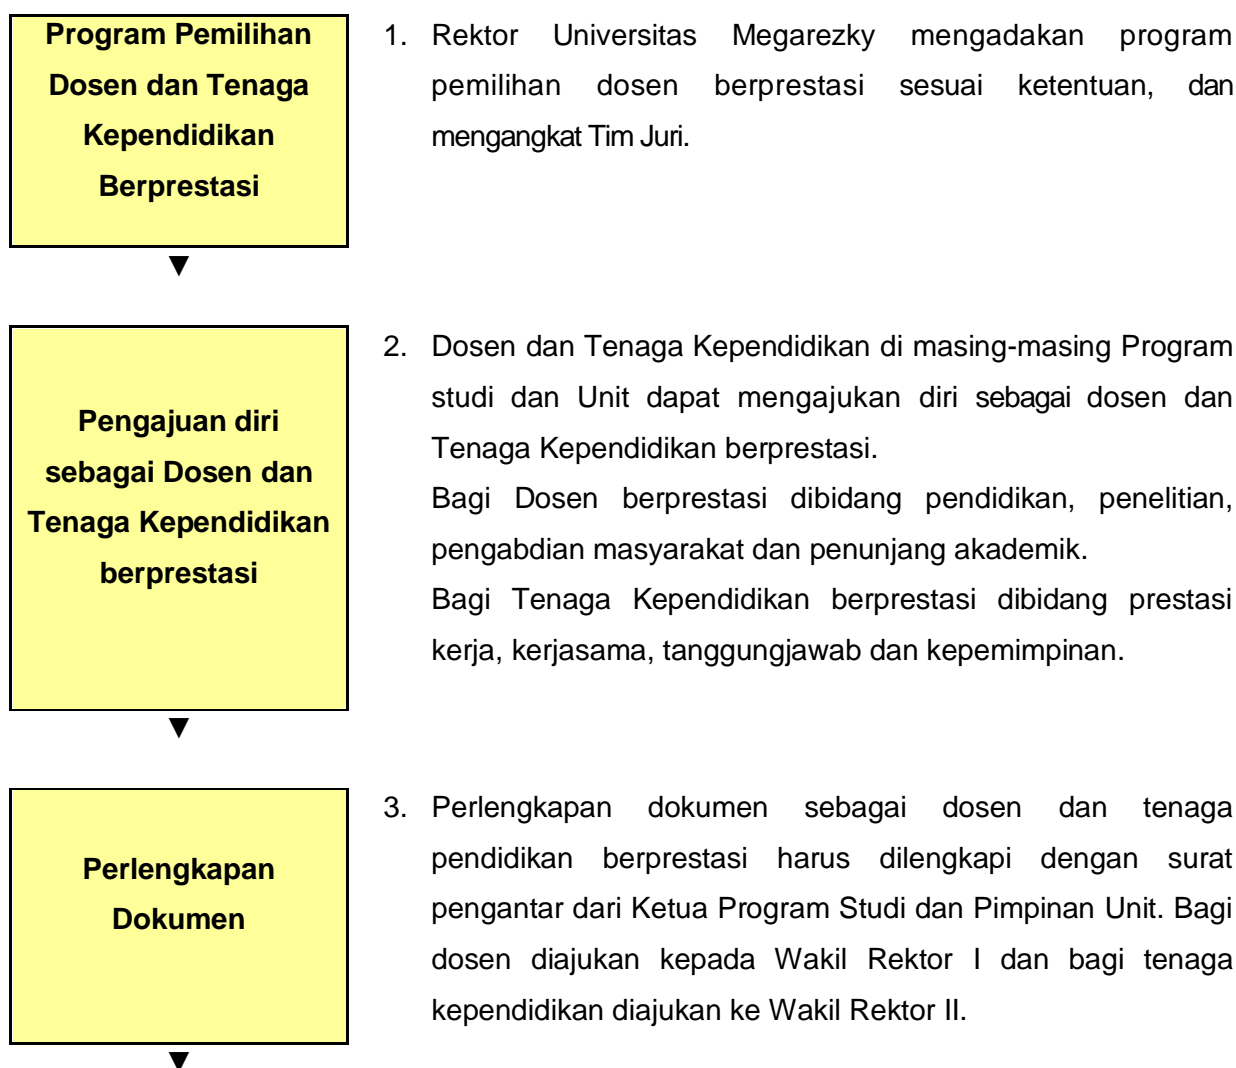 Program Pemilihan
Dosen dan Tenaga
Kependidikan
Berprestasi
1. Rektor Universitas Megarezky mengadakan program
pemilihan dosen berprestasi sesuai ketentuan, dan
mengangkat Tim Juri.
▼
Pengajuan diri
sebagai Dosen dan
Tenaga Kependidikan
berprestasi
2. Dosen dan Tenaga Kependidikan di masing-masing Program
studi dan Unit dapat mengajukan diri sebagai dosen dan
Tenaga Kependidikan berprestasi.
Bagi Dosen berprestasi dibidang pendidikan, penelitian,
pengabdian masyarakat dan penunjang akademik.
Bagi Tenaga Kependidikan berprestasi dibidang prestasi
kerja, kerjasama, tanggungjawab dan kepemimpinan.
▼
Perlengkapan
Dokumen
3. Perlengkapan dokumen sebagai dosen dan tenaga
pendidikan berprestasi harus dilengkapi dengan surat
pengantar dari Ketua Program Studi dan Pimpinan Unit. Bagi
dosen diajukan kepada Wakil Rektor I dan bagi tenaga
kependidikan diajukan ke Wakil Rektor II.
▼